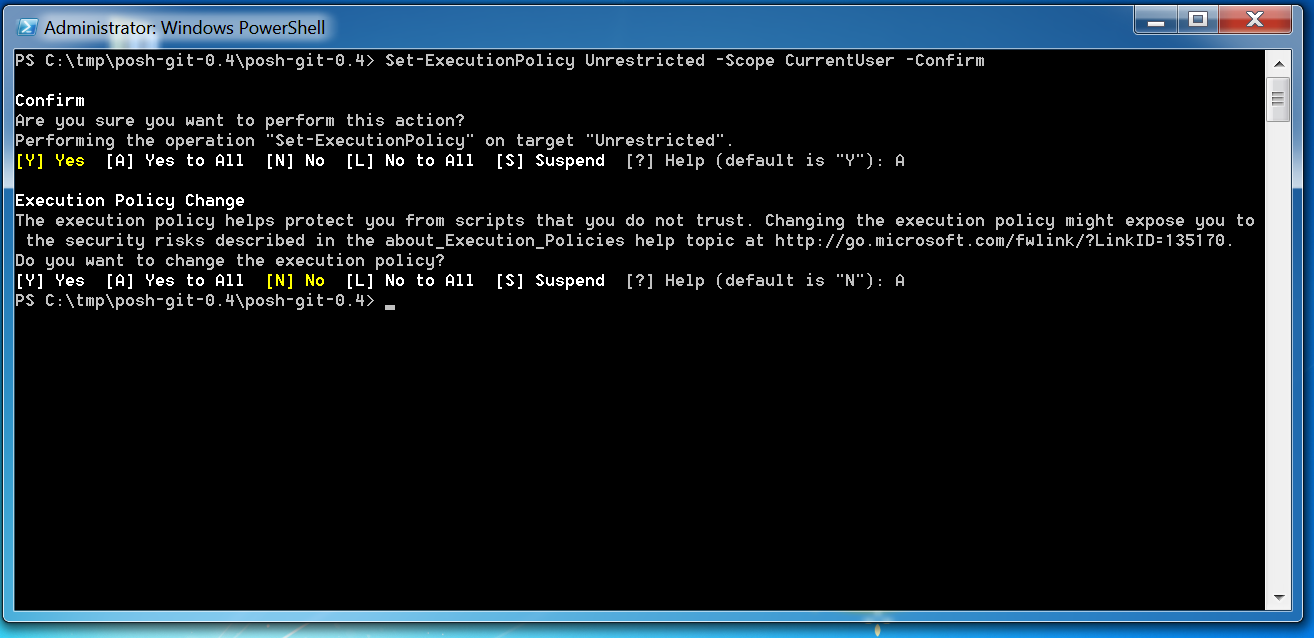 Administrator: Windows PowerShell
PS C:\tmp\posh-git-0.4\posh-git-0.4> Set-ExecutionPolicy Unrestricted -Scope CurrentUser -Confirm
Confirm
Are you sure you want to perform this action?
Performing the operation "Set-ExecutionPolicy" on target "Unrestricted".
[Y] Yes  [A] Yes to All  [N] No  [L] No to All  [S] Suspend  [?] Help (default is "Y"): A
Execution Policy Change
The execution policy helps protect you from scripts that you do not trust. Changing the execution policy might expose you to
 the security risks described in the about_Execution_Policies help topic at http://go.microsoft.com/fwlink/?LinkID=135170.
Do you want to change the execution policy?
[Y] Yes  [A] Yes to All  [N] No  [L] No to All  [S] Suspend  [?] Help (default is "N"): A
PS C:\tmp\posh-git-0.4\posh-git-0.4>